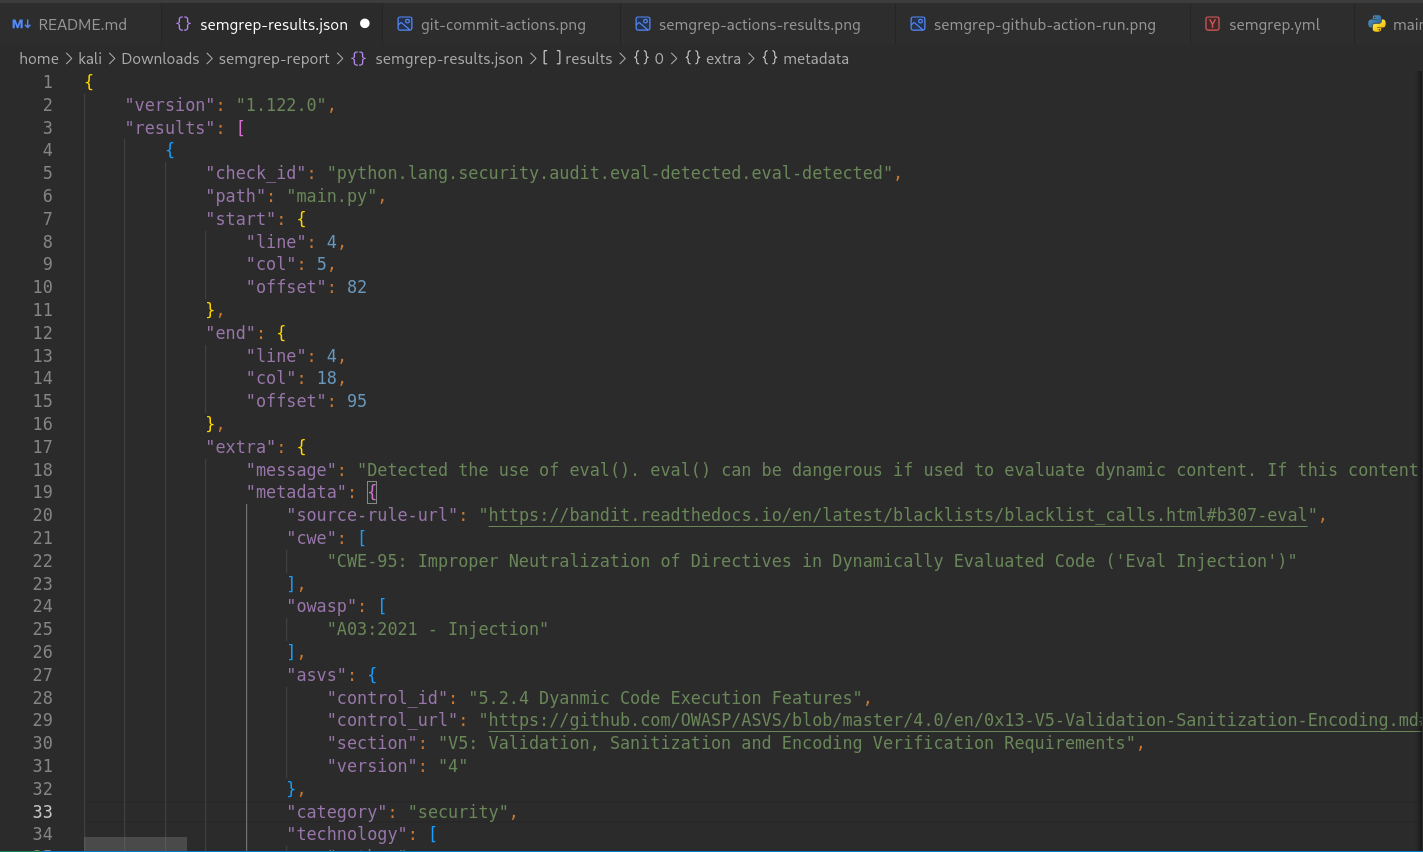 README.md semgrep-results.json git-commit-actions.png semgrep-actions-results.png semgrep-github-action-run.png semgrep.yml
home > kali > Downloads > semgrep-report > {} semgrep-results.json > [ ] results > {} 0 > {} extra > {} metadata
1 {
2 "version": "1.122.0",
3 "results": [
4 {
5 "check_id": "python.lang.security.audit.eval-detected.eval-detected",
6 "path": "main.py",
7 "start": {
8 "line": 4,
9 "col": 5,
10 "offset": 82
11 },
12 "end": {
13 "line": 4,
14 "col": 18,
15 "offset": 95
16 },
17 "extra": {
18 "message": "Detected the use of eval(). eval() can be dangerous if used to evaluate dynamic content. If this content
19 "metadata": {
20 "source-rule-url": "https://bandit.readthedocs.io/en/latest/blacklists/blacklist_calls.html#b307-eval",
21 "cwe": [
22 "CWE-95: Improper Neutralization of Directives in Dynamically Evaluated Code ('Eval Injection')"
23 ],
24 "owasp": [
25 "A03:2021 - Injection"
26 ],
27 "asvs": {
28 "control_id": "5.2.4 Dyanmic Code Execution Features",
29 "control_url": "https://github.com/OWASP/ASVS/blob/master/4.0/en/0x13-V5-Validation-Sanitization-Encoding.md
30 "section": "V5: Validation, Sanitization and Encoding Verification Requirements",
31 "version": "4"
32 },
33 "category": "security",
34 "technology": [